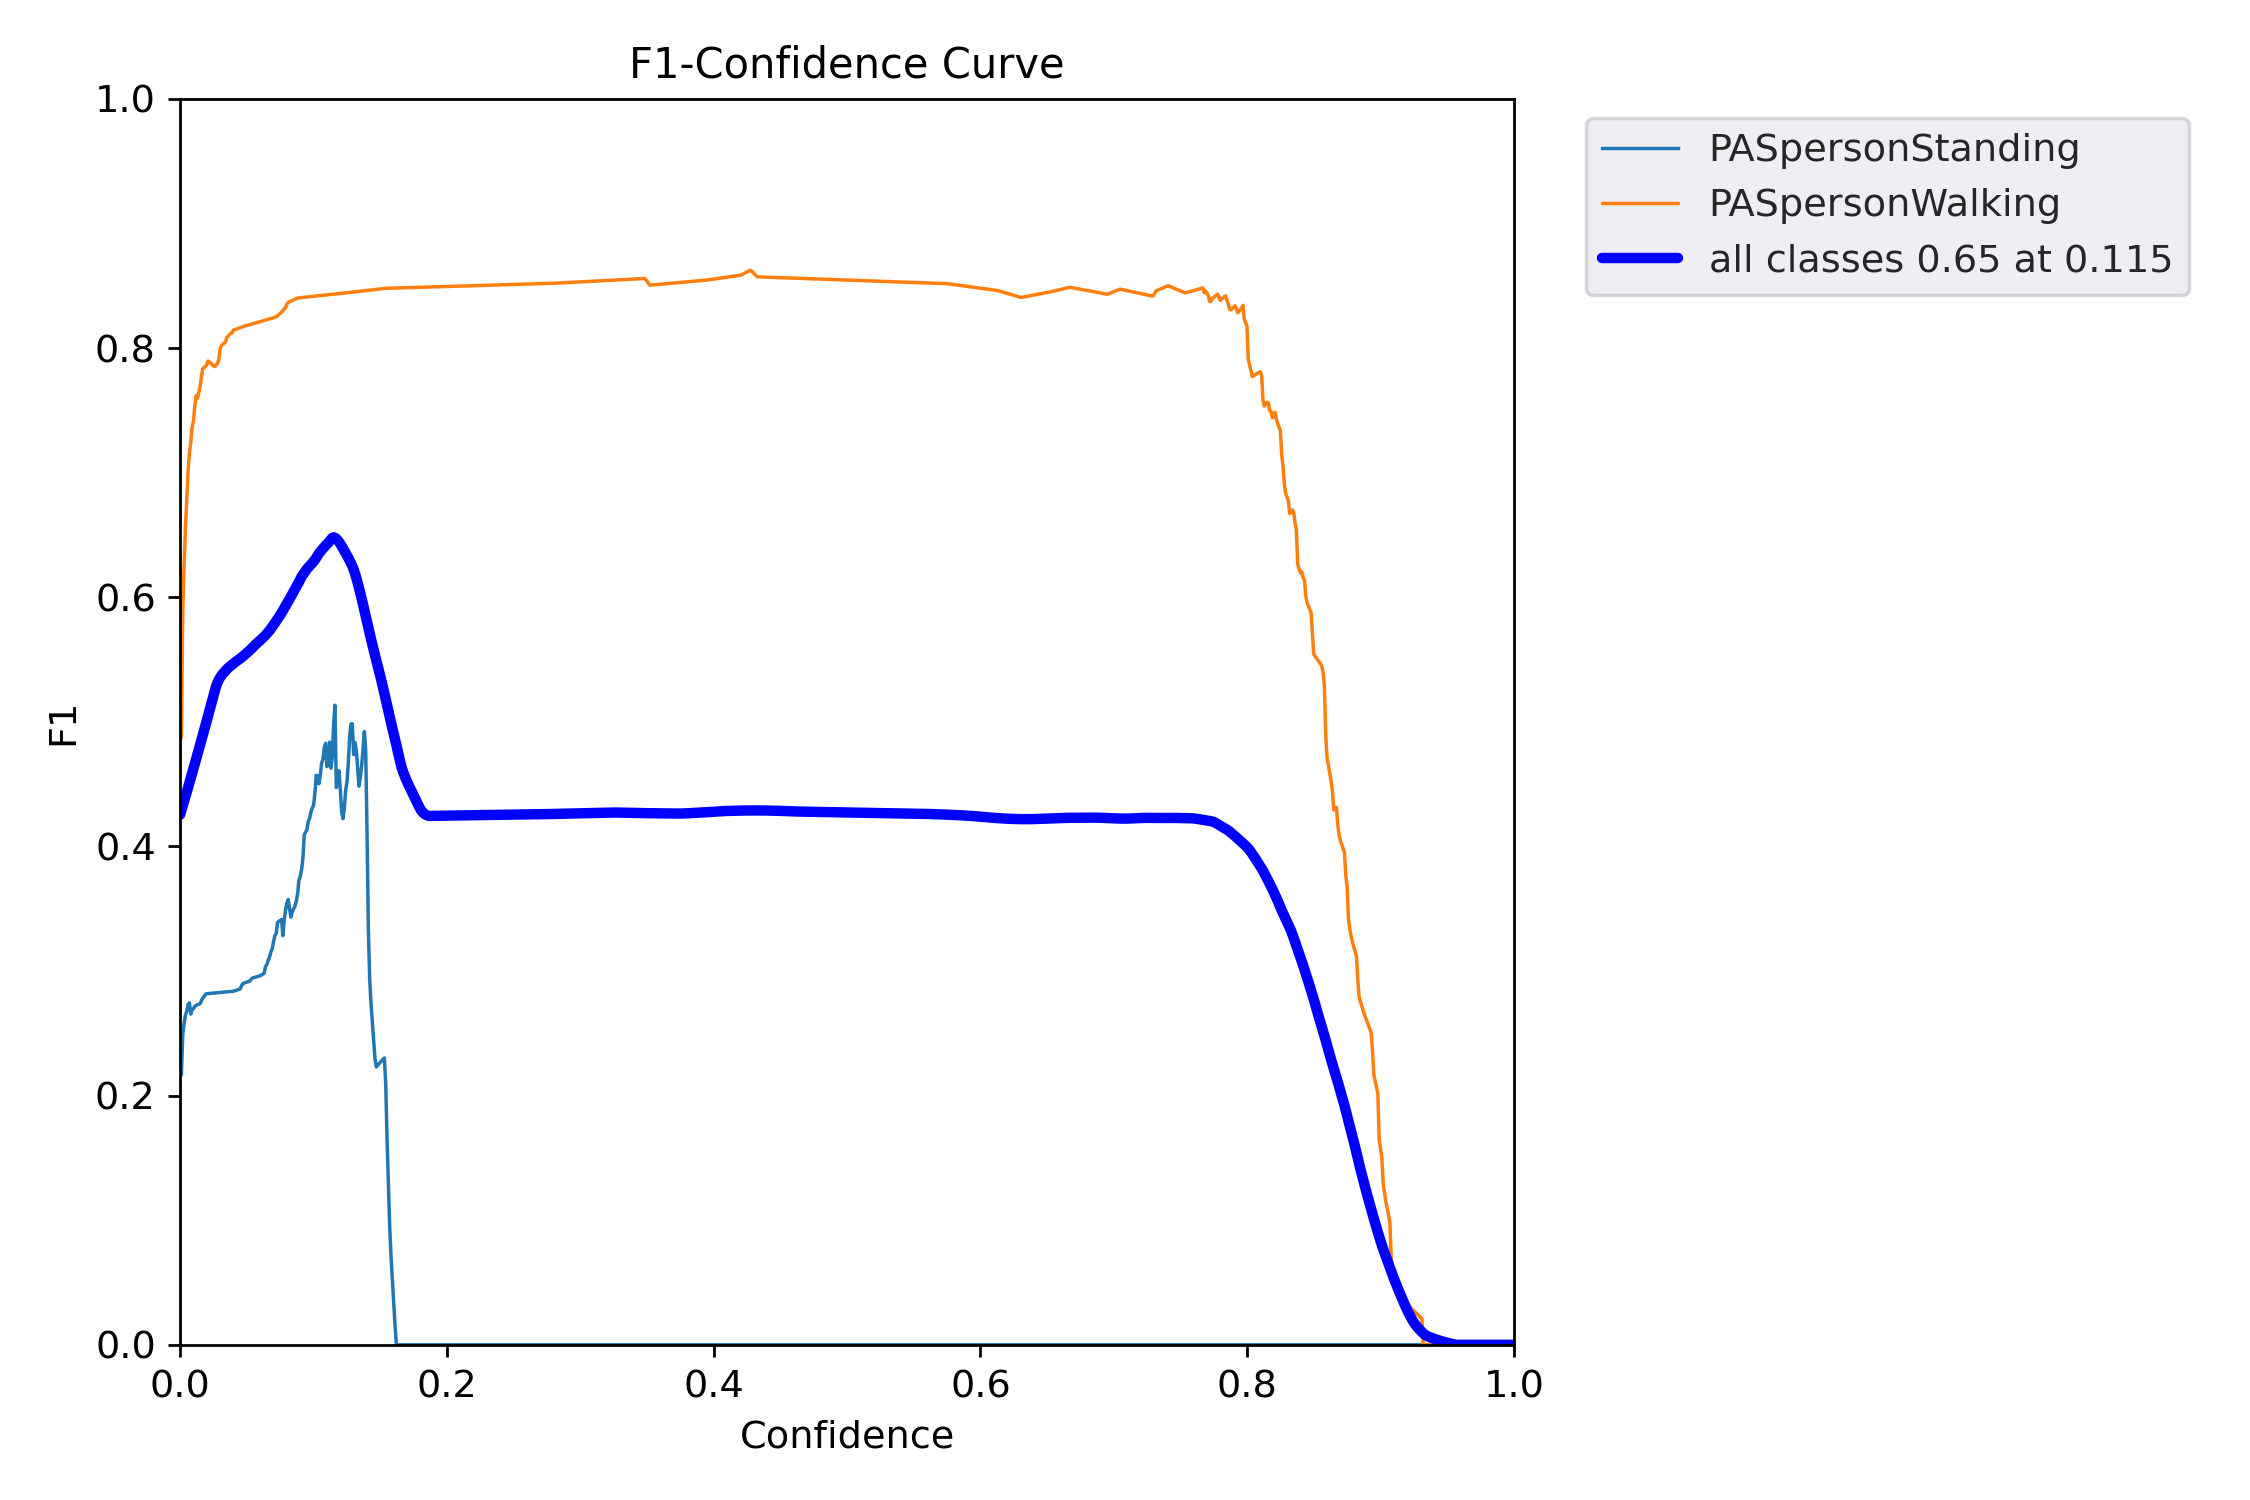 F1-Confidence Curve
1.0
0.8
0.6
0.4
0.2
0.0
F1
0.0 0.2 0.4 0.6 0.8 1.0
Confidence
PASpersonStanding
PASpersonWalking
all classes 0.65 at 0.115